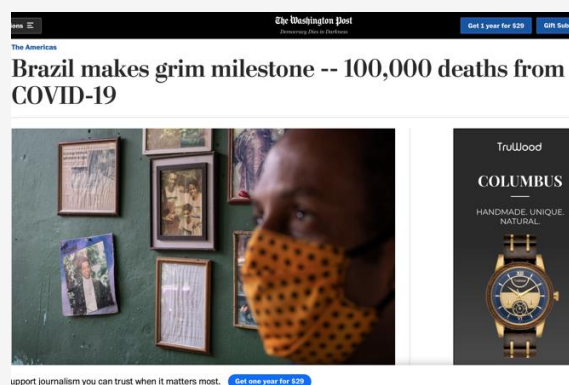 ons
The Washington Post
Democracy Dies in Darkness
Get 1 year for $29
Gift Sub
The Americas
Brazil makes grim milestone -- 100,000 deaths from
COVID-19
TruWood
COLUMBUS
HANDMADE. UNIQUE.
NATURAL.
upport journalism you can trust when it matters most.
Get one year for $29